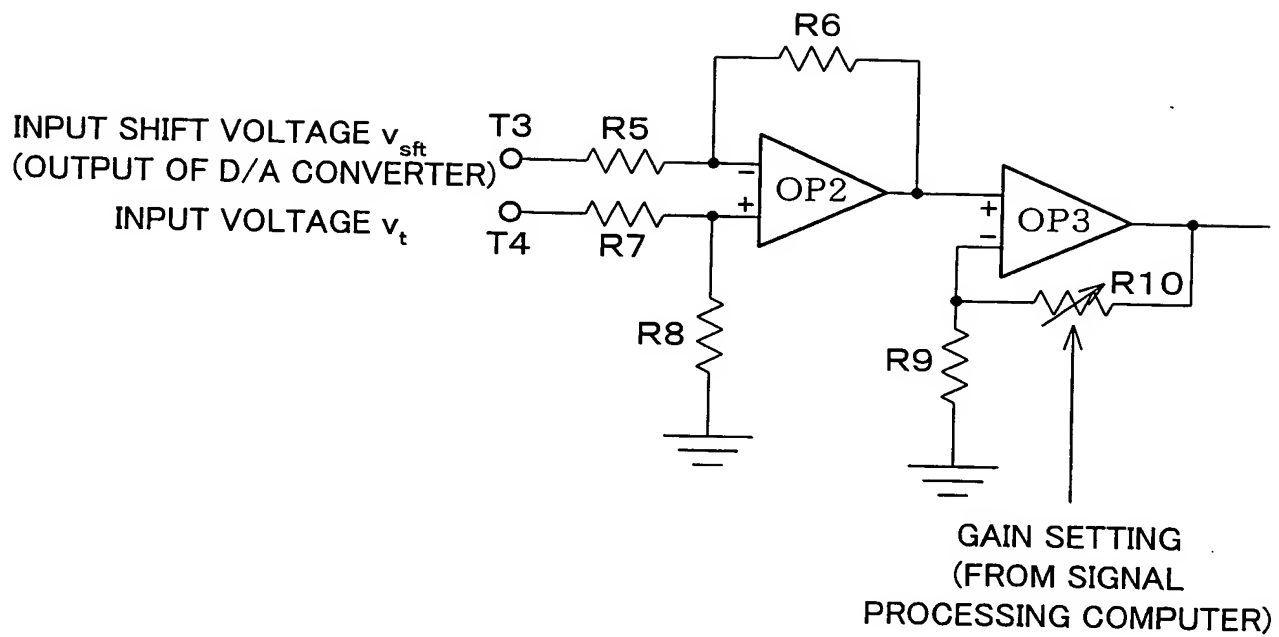 R6
INPUT SHIFT VOLTAGE vsft
(OUTPUT OF D/A CONVERTER)
T3
R5
INPUT VOLTAGE vt
T4
R7
-
+
OP2
+
-
OP3
R10
R8
R9
GAIN SETTING
(FROM SIGNAL
PROCESSING COMPUTER)